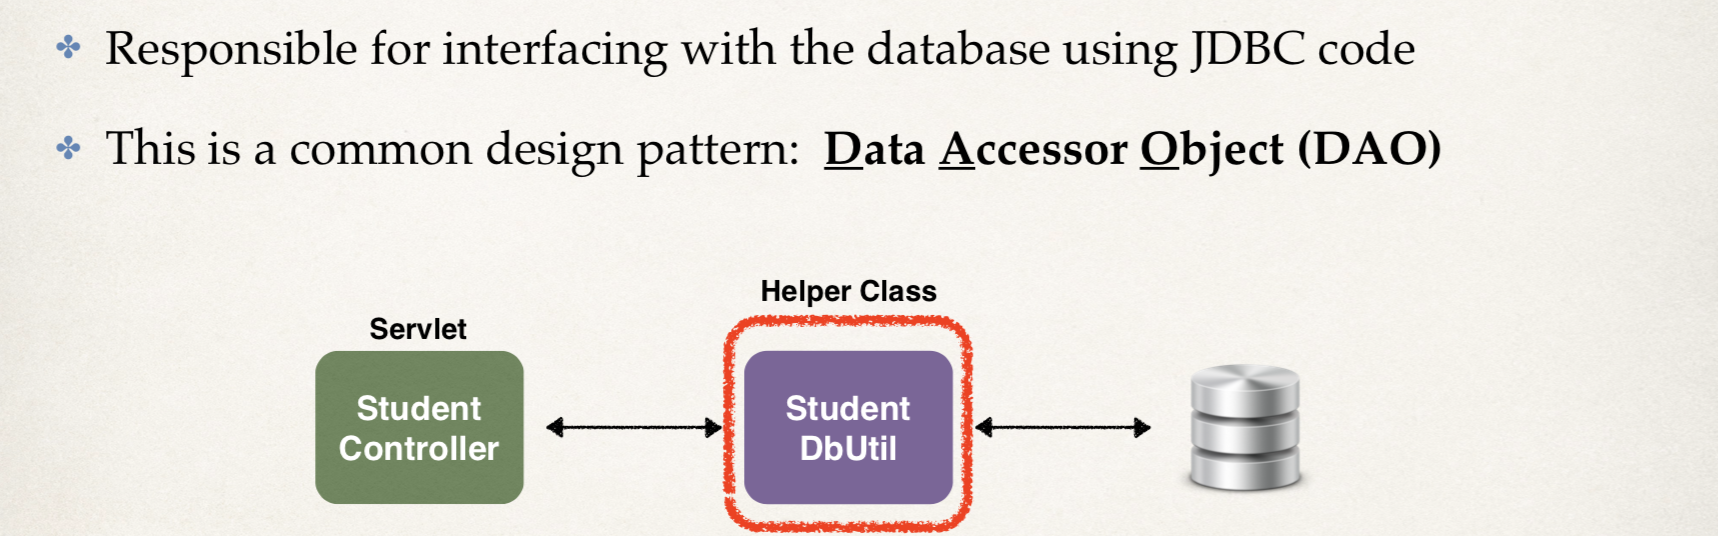 Responsible for interfacing with the database using JDBC code
This is a common design pattern: Data Accessor Object (DAO)
Helper Class
Servlet
Student
Controller
Student
DbUtil